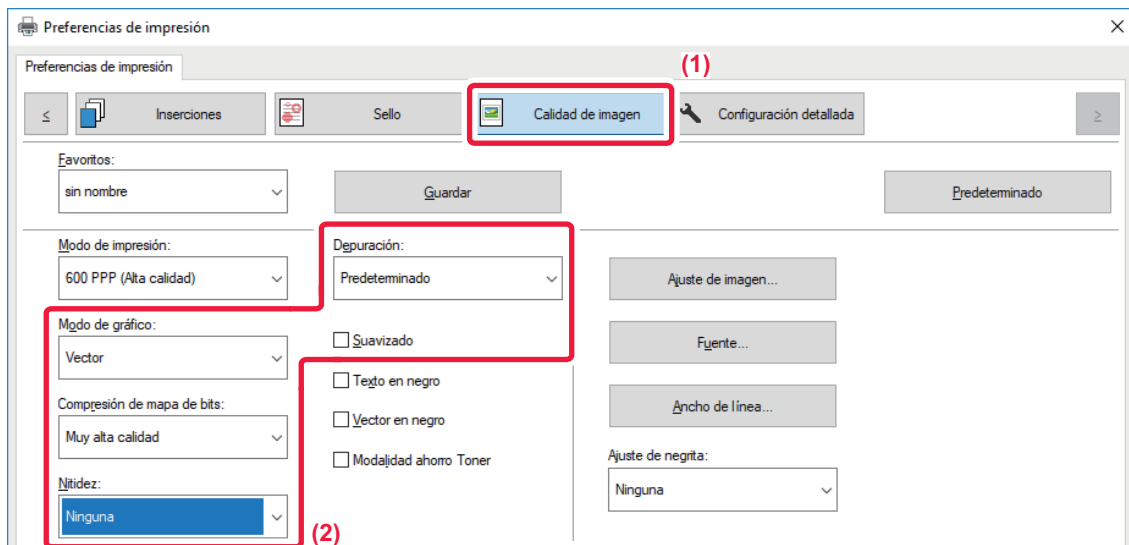 Preferencias de impresión
Preferencias de impresión
(1)
< Inserciones Sello Calidad de imagen Configuración detallada >
Favoritos:
sin nombre Guardar Predeterminado
Modo de impresión: Depuración:
600 PPP (Alta calidad) Predeterminado Ajuste de imagen...
Modo de gráfico: Suavizado Fuente...
Vector
Texto en negro
Compresión de mapa de bits: Vector en negro Ancho de línea...
Muy alta calidad
Modalidad ahorro Toner Ajuste de negrita:
Nitidez: Ninguna
Ninguna
(2)